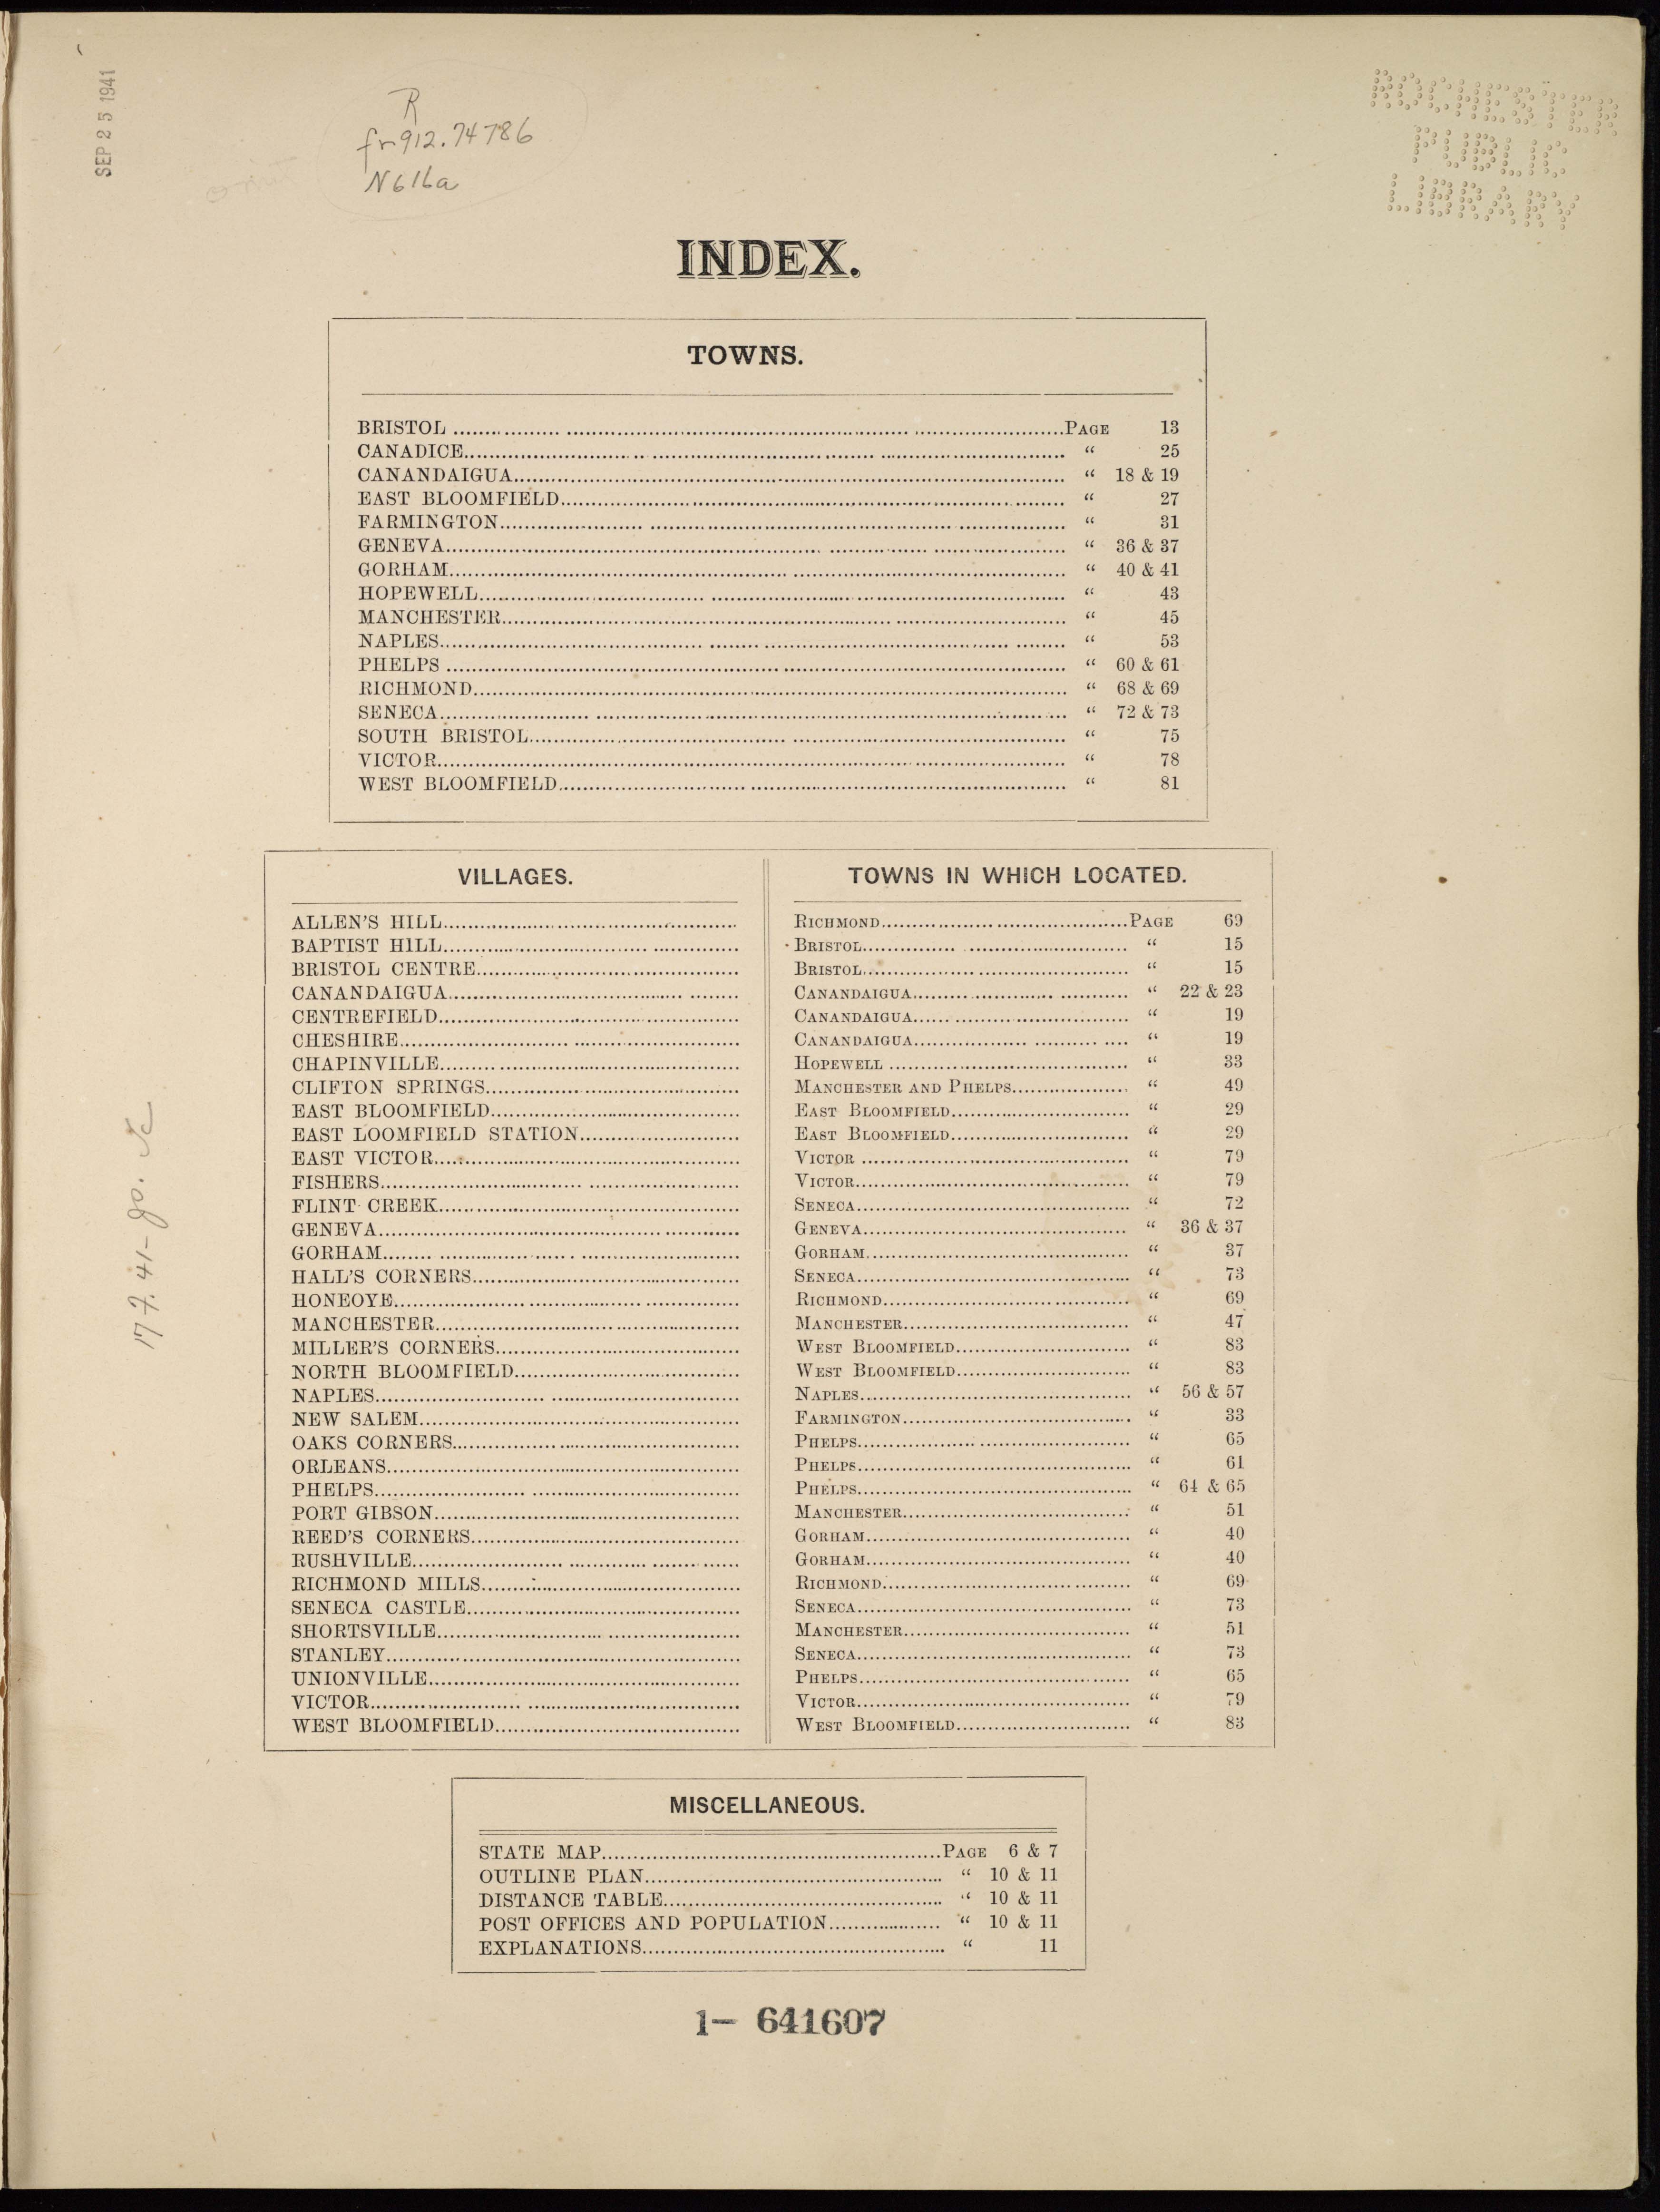 SEP 25 1941
R
fr912.74786
N616a
ROCHESTER
PUBLIC
LIBRARY
INDEX.
TOWNS.
BRISTOL ........ PAGE 13
CANADICE........ “ 25
CANANDAIGUA........ “ 18 & 19
EAST BLOOMFIELD........ “ 27
FARMINGTON........ “ 31
GENEVA........ “ 36 & 37
GORHAM........ “ 40 & 41
HOPEWELL........ “ 43
MANCHESTER........ “ 45
NAPLES........ “ 53
PHELPS ........ “ 60 & 61
RICHMOND........ “ 68 & 69
SENECA........ “ 72 & 73
SOUTH BRISTOL........ “ 75
VICTOR........ “ 78
WEST BLOOMFIELD........ “ 81
VILLAGES. TOWNS IN WHICH LOCATED.
ALLEN'S HILL........ RICHMOND........PAGE 69
BAPTIST HILL........ BRISTOL........ “ 15
BRISTOL CENTRE........ BRISTOL........ “ 15
CANANDAIGUA........ CANANDAIGUA........ “ 22 & 23
CENTREFIELD........ CANANDAIGUA........ “ 19
CHESHIRE........ CANANDAIGUA........ “ 19
CHAPINVILLE........ HOPEWELL ........ “ 33
CLIFTON SPRINGS........ MANCHESTER AND PHELPS........ “ 49
EAST BLOOMFIELD........ EAST BLOOMFIELD........ “ 29
EAST LOOMFIELD STATION........ EAST BLOOMFIELD........ “ 29
EAST VICTOR........ VICTOR ........ “ 79
FISHERS........ VICTOR........ “ 79
FLINT CREEK........ SENECA........ “ 72
GENEVA........ GENEVA........ “ 36 & 37
GORHAM........ GORHAM........ “ 37
HALL'S CORNERS........ SENECA........ “ 73
HONEOYE........ RICHMOND........ “ 69
MANCHESTER........ MANCHESTER........ “ 47
MILLER'S CORNERS........ WEST BLOOMFIELD........ “ 83
NORTH BLOOMFIELD........ WEST BLOOMFIELD........ “ 83
NAPLES........ NAPLES........ “ 56 & 57
NEW SALEM........ FARMINGTON........ “ 33
OAKS CORNERS........ PHELPS........ “ 65
ORLEANS........ PHELPS........ “ 61
PHELPS........ PHELPS........ “ 64 & 65
PORT GIBSON........ MANCHESTER........ “ 51
REED'S CORNERS........ GORHAM........ “ 40
RUSHVILLE........ GORHAM........ “ 40
RICHMOND MILLS........ RICHMOND........ “ 69
SENECA CASTLE........ SENECA........ “ 73
SHORTSVILLE........ MANCHESTER........ “ 51
STANLEY........ SENECA........ “ 73
UNIONVILLE........ PHELPS........ “ 65
VICTOR........ VICTOR........ “ 79
WEST BLOOMFIELD........ WEST BLOOMFIELD........ “ 83
MISCELLANEOUS.
STATE MAP........PAGE 6 & 7
OUTLINE PLAN........ “ 10 & 11
DISTANCE TABLE........ “ 10 & 11
POST OFFICES AND POPULATION........ “ 10 & 11
EXPLANATIONS........ “ 11
1— 641607